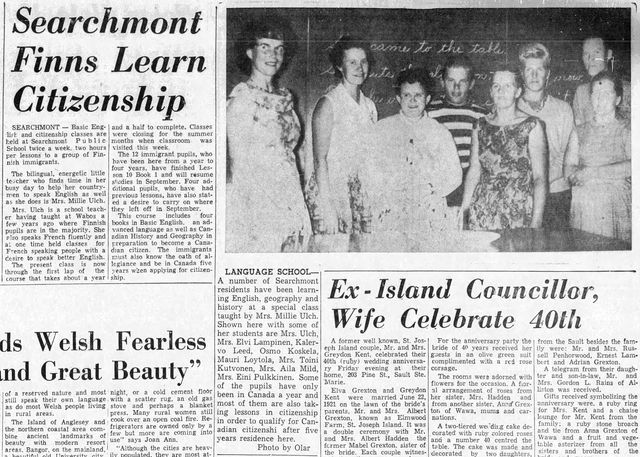 Searchmont
Finns Learn
Citizenship
SEARCHMONT — Basic Eng-
lish and citizenship classes are
held at Searchmont Public
School twice a week, two hours
per lessons to a group of Fin-
nish immigrants.
The bilingual, energetic little
teacher who finds time in her
busy day to help her country-
men to speak English as well
as she does is Mrs. Millie Ulch.
Mrs. Ulch is a school teach-
er having taught at Wabos a
few years ago where Finnish
pupils are in the majority. She
also speaks French fluently and
at one time held classes for
French speaking people with a
desire to speak better English.
The present class is now
through the first lap of the
course that takes about a year
and a half to complete. Classes
were closing for the summer
months when classroom was
visited this week.
The 12 immigrant pupils, who
have been here from a year to
four years, have finished Les-
son 10 Book 1 and will resume
studies in September. Four ad-
ditional pupils, who have had
previous lessons, have also stat-
ed a desire to carry on where
they left off in September.
This course includes four
books in Basic English, an ad-
vanced language as well as Can-
adian History and Geography in
preparation to become a Cana-
dian citizen. The immigrants
must also know the oath of al-
legiance and be in Canada five
years when applying for citizen-
ship.
came to the table
now
LANGUAGE SCHOOL—
A number of Searchmont
residents have been learn-
ing English, geography and
history at a special class
taught by Mrs. Millie Ulch.
Shown here with some of
her students are Mrs. Ulch,
Mrs. Elvi Lampinen, Kaler-
vo Leed, Osmo Koskela,
Mauri Loytola, Mrs. Toini
Kutvonen, Mrs. Aila Mild,
Mrs. Eini Pulkkinen. Some
of the pupils have only
been in Canada a year and
most of them are also tak-
ing lessons in citizenship
in order to qualify for Can-
adian citizenshi after five
years residence here.
Photo by Olar
ds Welsh Fearless
nd Great Beauty”
of a reserved nature and most
still speak their own language
as do most Welsh people living
in rural areas.
The Island of Anglesey and
the northern coastal area com-
bine ancient landmarks of
beauty with modern resort
areas. Bangor, on the mainland,
night, or a cold cement floor
with a scatter rug, an old gas
stove and perhaps a blanket
press. Many rural women still
cook over an open coal fire. Re-
frigerators are owned only by a
few but more are coming into
use” says Joan Ann.
“Although the cities are heav-
populated, there are most at
Ex-Island Councillor,
Wife Celebrate 40th
A former well known, St. Jos-
eph Island couple, Mr. and Mrs.
Greydon Kent, celebrated their
40th (ruby) wedding anniversa-
ry Friday evening at their
home, 203 Pine St., Sault Ste.
Marie.
Elva Grexton and Greydon
Kent were married June 22,
1921 on the lawn of the bride's
parents, Mr. and Mrs. Albert
Grexton, known as Elmwood
Farm, St. Joseph Island. It was
a double ceremony with Mr.
and Mrs. Albert Hadden the
former Mabel Grexton, sister of
the bride. Each couple witnes-
For the anniversary party the
bride of 40 years received her
guests in an olive green suit
complimented with a red rose
corsage.
The rooms were adorned with
flowers for the occasion. A flor-
al arrangement of roses from
her sister, Mrs. Hadden and
from another sister, Anna Grex-
ton of Wawa, mums and car-
nations.
A two-tiered wedding cake de-
corated with ruby colored roses
and a number 40 centred the
table. The cake was made and
decorated by two daughters,
from the Sault besides the fam-
ily were: Mr. and Mrs. Rus-
sell Penhorwood, Ernest Lam-
bert and Adrian Grexton.
A telegram from their daugh-
ter and son-in-law, Mr. and
Mrs. Gordon L. Rains of Al-
liston was received.
Gifts received symbolizing the
anniversary were, a ruby ring
for Mrs. Kent and a chaise
lounge for Mr. Kent from the
family; a ruby stone broach
and tie from Anna Grexton of
Wawa and a fruit and vege-
table asterizer from all the
sisters and brothers of the